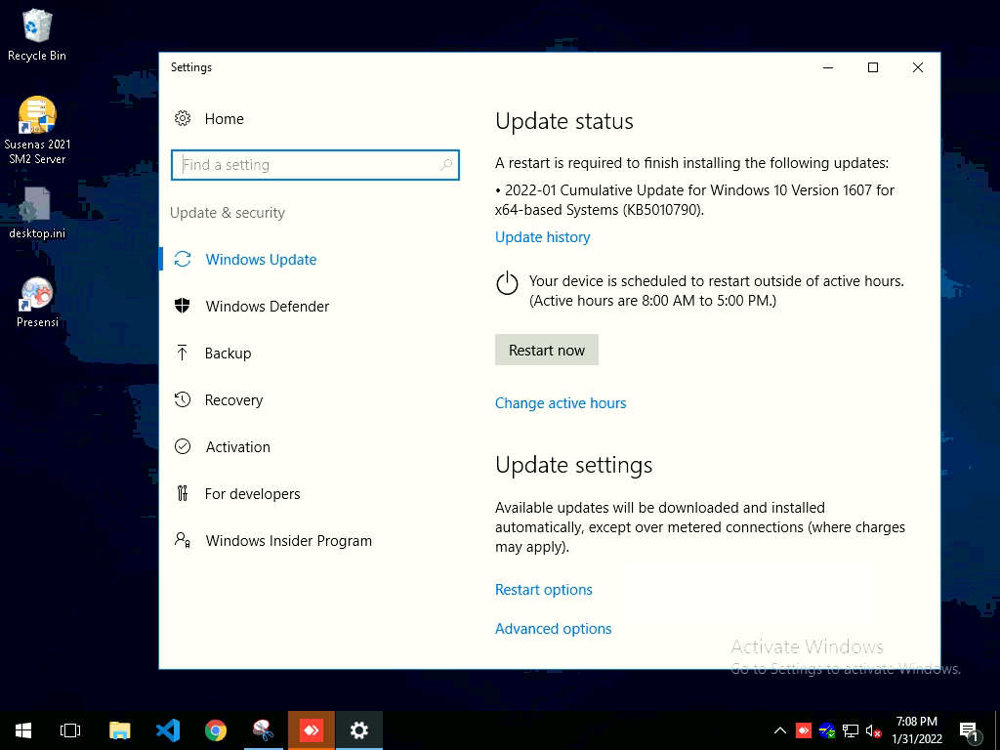 Recycle Bin
Susenas 2021
SM2 Server
desktop.ini
Presensi
Settings
Home
Find a setting
Update & security
Windows Update
Windows Defender
Backup
Recovery
Activation
For developers
Windows Insider Program
Update status
A restart is required to finish installing the following updates:
• 2022-01 Cumulative Update for Windows 10 Version 1607 for
x64-based Systems (KB5010790).
Update history
Your device is scheduled to restart outside of active hours.
(Active hours are 8:00 AM to 5:00 PM.)
Restart now
Change active hours
Update settings
Available updates will be downloaded and installed
automatically, except over metered connections (where charges
may apply).
Restart options
Advanced options
Activate Windows
Go to Settings to activate Windows.
7:08 PM
1/31/2022
1